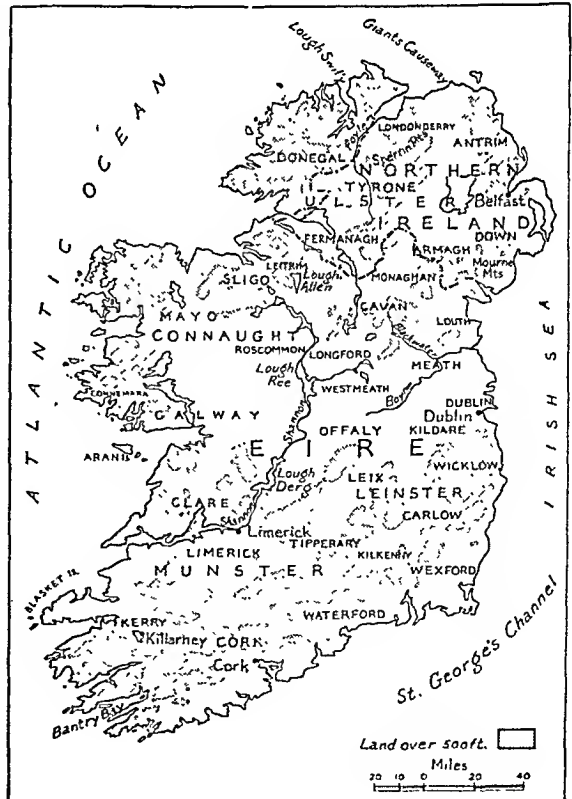 Lough Swilly
Giants Causeway
ATLANTIC OCEAN
LONDONDERRY
Foyle
Sperrin Mts
ANTRIM
DONEGAL
NORTHERN
TYRONE
ULSTER
Belfast
IRELAND
DOWN
FERMANAGH
ARMAGH
Mourne
Mts
LEITRIM
Lough
Allen
SLIGO
MONAGHAN
CAVAN
MAYO
CONNAUGHT
LOUTH
Blackwater
ROSCOMMON
LONGFORD
MEATH
Lough
Ree
WESTMEATH
Boyne
CONNEMARA
DUBLIN
Dublin
GALWAY
Shannon
OFFALY
KILDARE
EIRE
ARAN IS
IRISH SEA
WICKLOW
Lough
Derg
LEIX
LEINSTER
CLARE
CARLOW
Shannon
Limerick
TIPPERARY
LIMERICK
KILKENNY
MUNSTER
WEXFORD
BLASKET IS
WATERFORD
KERRY
Killarney
CORK
Cork
St. George's Channel
Bantry Bay
Land over 500ft.
Miles
20 10 0 20 40